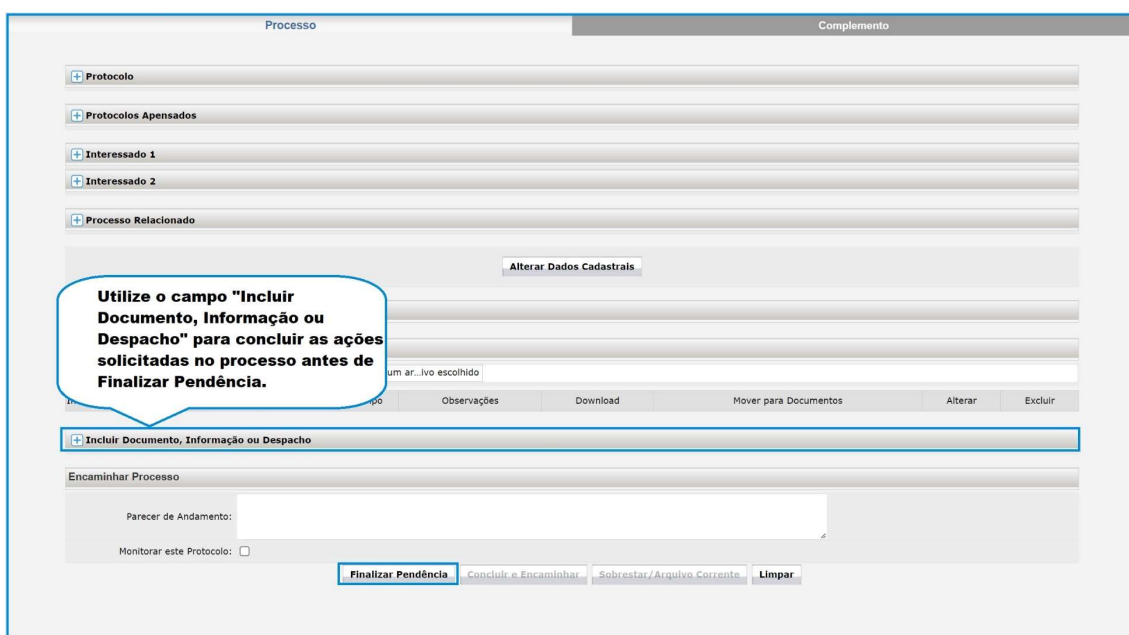 Processo
Complemento
Protocolo
Protocolos Apensados
Interessado 1
Interessado 2
Processo Relacionado
Alterar Dados Cadastrais
Utilize o campo "Incluir
Documento, Informação ou
Despacho" para concluir as ações
solicitadas no processo antes de
Finalizar Pendência.
um ar...ivo escolhido
Observações Download Mover para Documentos Alterar Excluir
Incluir Documento, Informação ou Despacho
Encaminhar Processo
Parecer de Andamento:
Monitorar este Protocolo:
Finalizar Pendência Concluir e Encaminhar Sobrestar/Arquivo Corrente Limpar